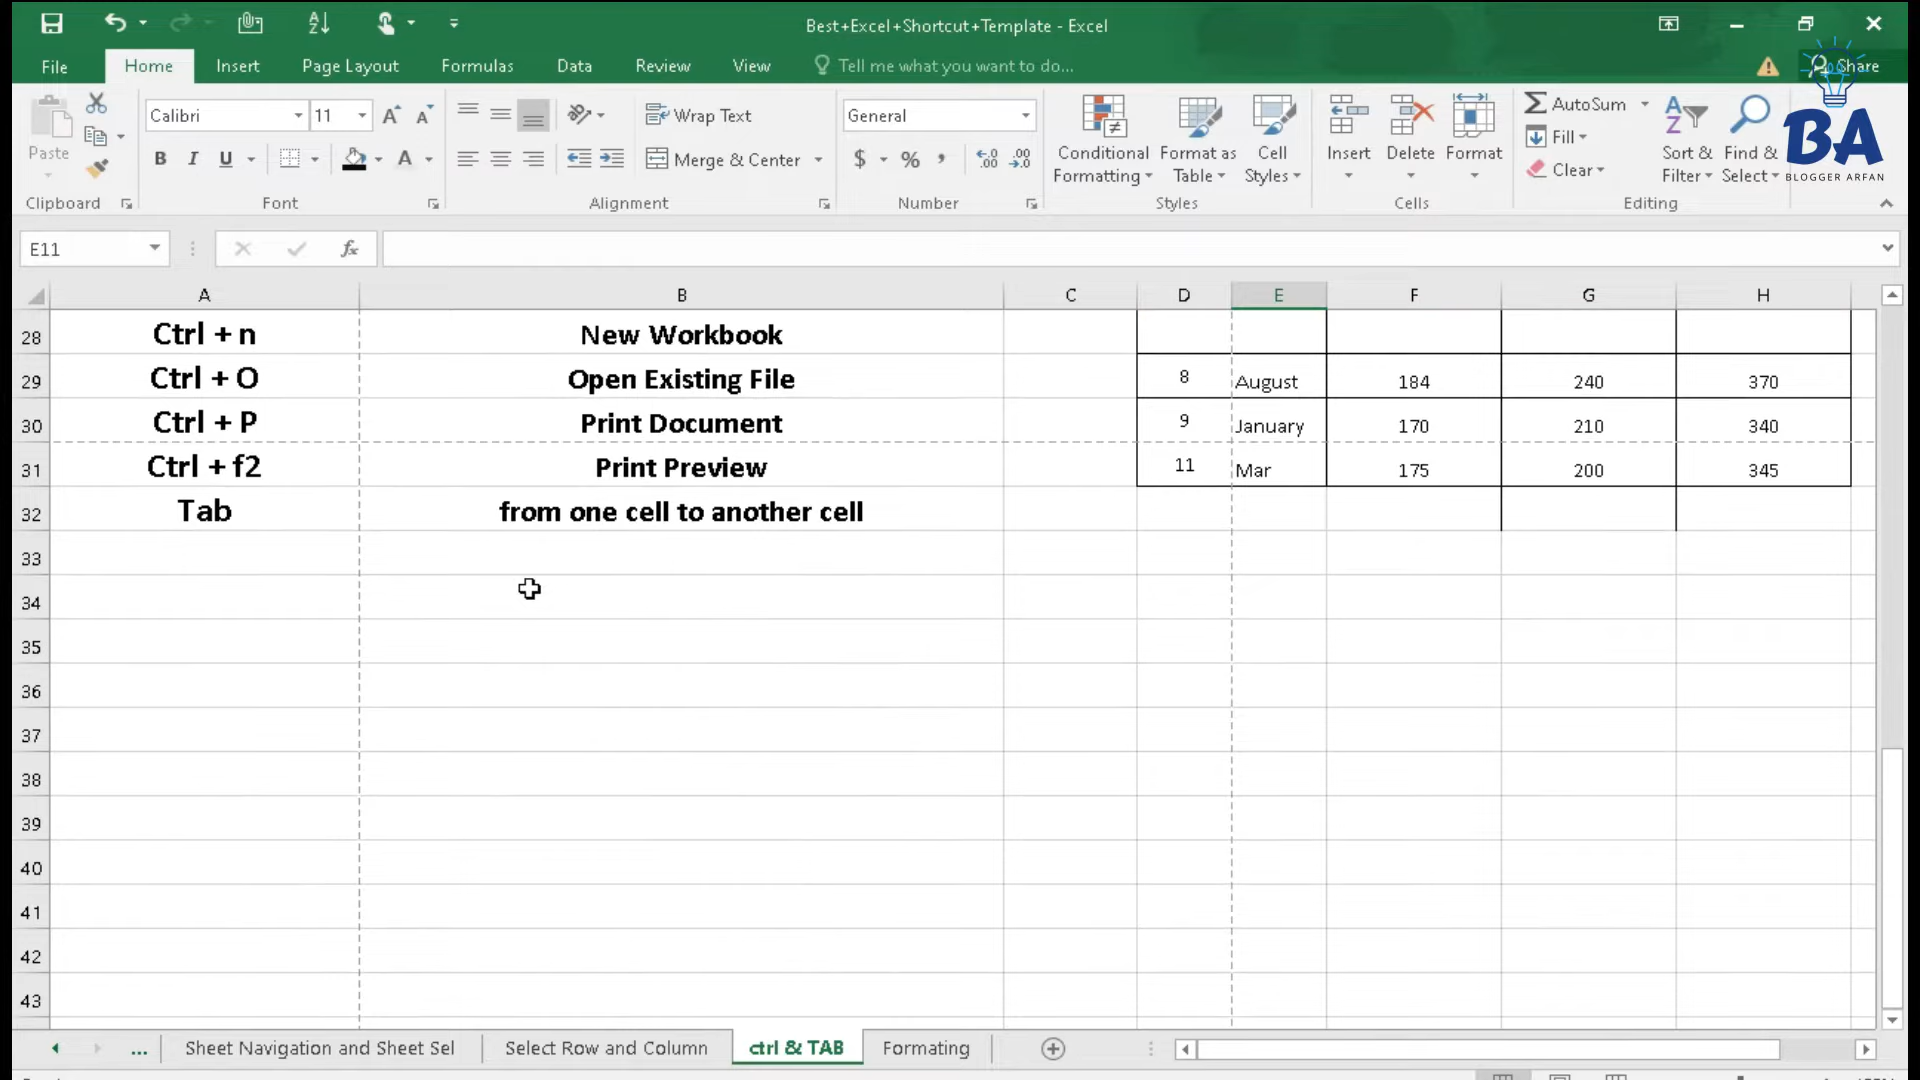 Best+Excel+Shortcut+Template - Excel
File Home Insert Page Layout Formulas Data Review View Tell me what you want to do... Share
Calibri 11 Wrap Text General AutoSum
Fill
Clear
Paste B I U Merge & Center $ % Conditional Formatting Format as Table Cell Styles Insert Delete Format Sort & Filter Find & Select
BA
BLOGGER ARFAN
Clipboard Font Alignment Number Styles Cells Editing
E11 fx
A B C D E F G H
28 Ctrl + n New Workbook
29 Ctrl + O Open Existing File 8 August 184 240 370
30 Ctrl + P Print Document 9 January 170 210 340
31 Ctrl + f2 Print Preview 11 Mar 175 200 345
32 Tab from one cell to another cell
33
34
35
36
37
38
39
40
41
42
43
... Sheet Navigation and Sheet Sel Select Row and Column ctrl & TAB Formating